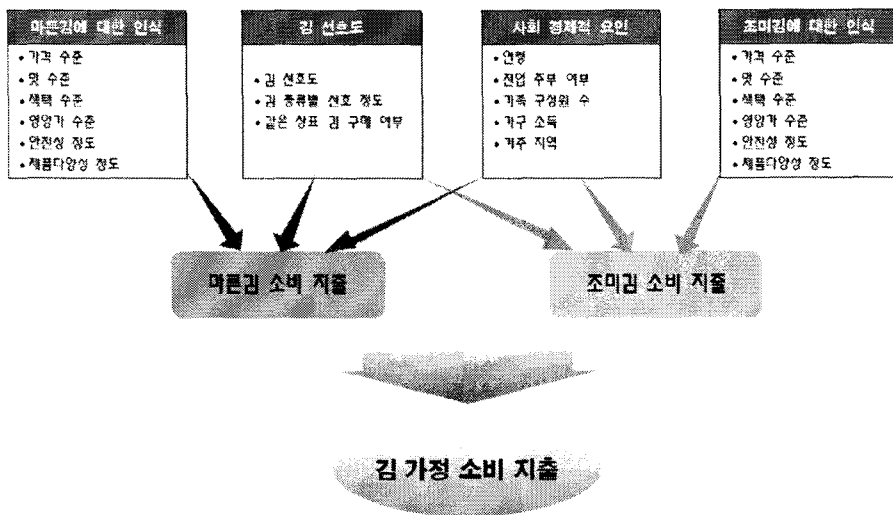 마른김에 대한 인식
• 가격 수준
• 맛 수준
• 색택 수준
• 영양가 수준
• 안전성 정도
• 제품다양성 정도
김 선호도
• 김 선호도
• 김 종류별 선호 정도
• 같은 상표 김 구매 여부
사회 경제적 요인
• 연령
• 전업 주부 여부
• 가족 구성원 수
• 가구 소득
• 거주 지역
조미김에 대한 인식
• 가격 수준
• 맛 수준
• 색택 수준
• 영양가 수준
• 안전성 정도
• 제품다양성 정도
마른김 소비 지출
조미김 소비 지출
김 가정 소비 지출